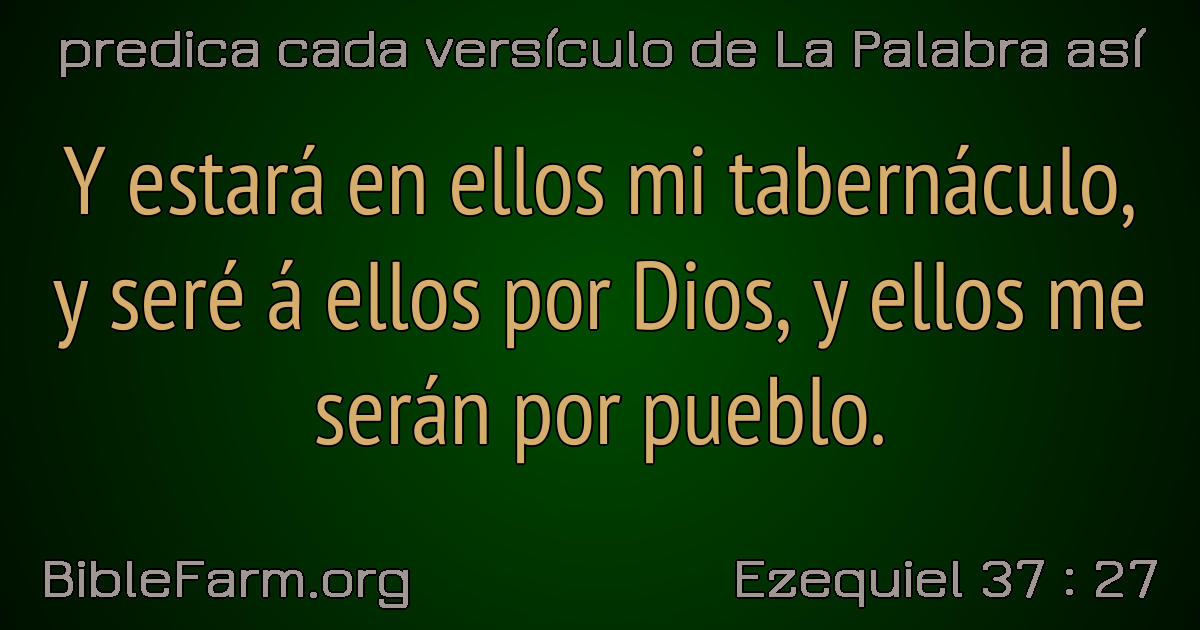 predica cada versículo de La Palabra así
Y estará en ellos mi tabernáculo,
y seré á ellos por Dios, y ellos me
serán por pueblo.
BibleFarm.org
Ezequiel 37 : 27